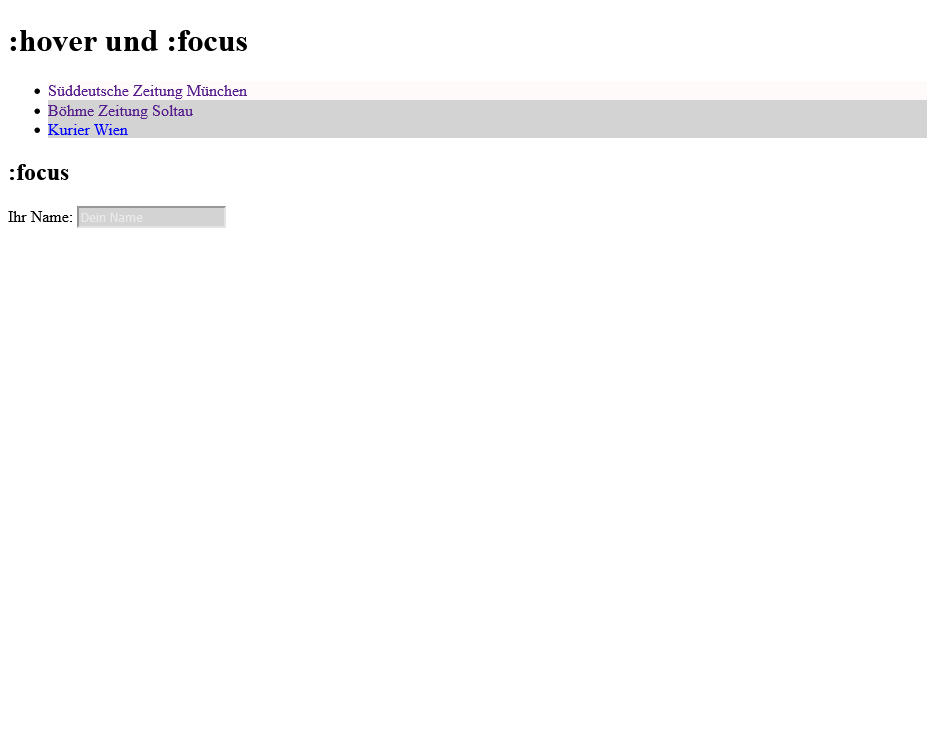 :hover und :focus
Süddeutsche Zeitung München
Böhme Zeitung Soltau
Kurier Wien
:focus
Ihr Name: Dein Name